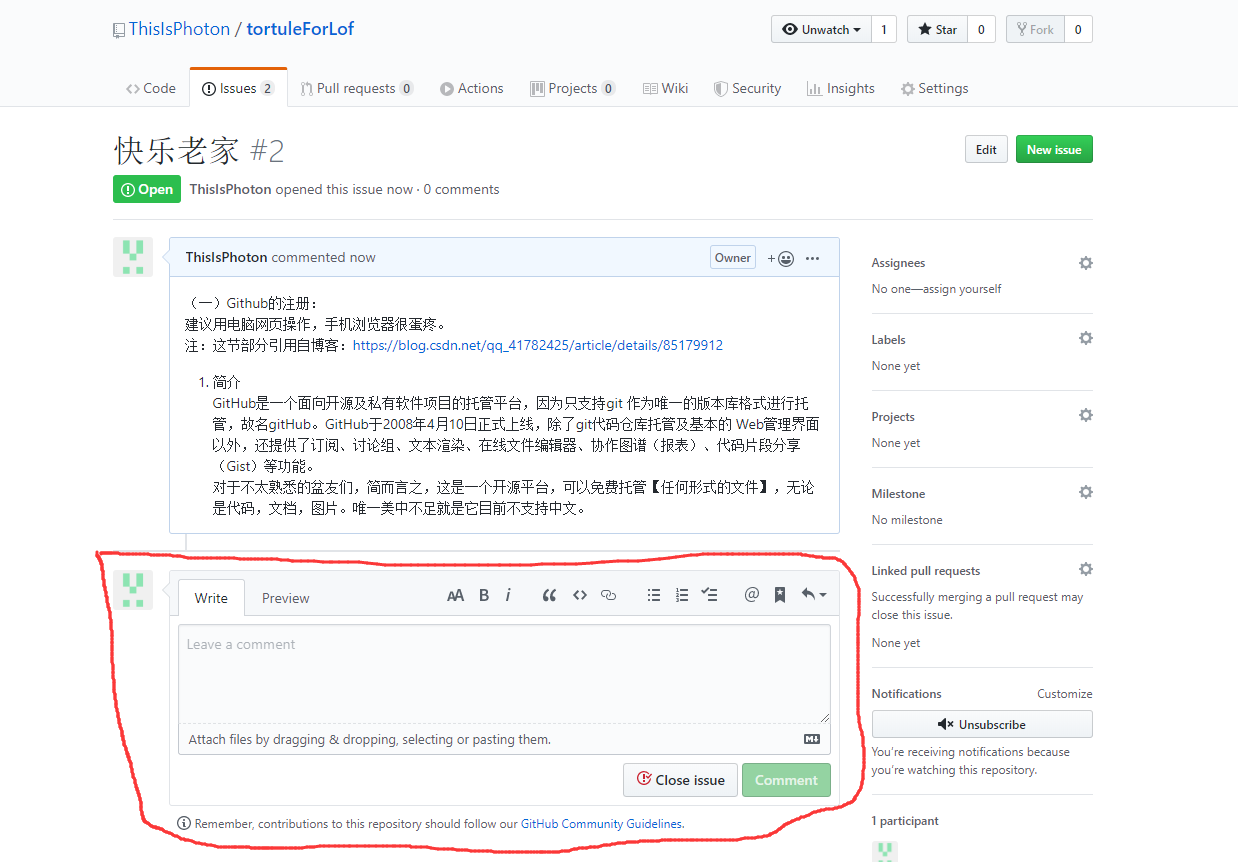 ThisIsPhoton / tortuleForLof
Unwatch 1 Star 0 Fork 0
Code Issues 2 Pull requests 0 Actions Projects 0 Wiki Security Insights Settings
快乐老家 #2
Edit New issue
Open ThisIsPhoton opened this issue now · 0 comments
ThisIsPhoton commented now Owner
（一）Github的注册：
建议用电脑网页操作，手机浏览器很蛋疼。
注：这节部分引用自博客：https://blog.csdn.net/qq_41782425/article/details/85179912
1. 简介
GitHub是一个面向开源及私有软件项目的托管平台，因为只支持git 作为唯一的版本库格式进行托
管，故名gitHub。GitHub于2008年4月10日正式上线，除了git代码仓库托管及基本的 Web管理界面
以外，还提供了订阅、讨论组、文本渲染、在线文件编辑器、协作图谱（报表）、代码片段分享
（Gist）等功能。
对于不太熟悉的盆友们，简而言之，这是一个开源平台，可以免费托管【任何形式的文件】，无论
是代码，文档，图片。唯一美中不足就是它目前不支持中文。
Write Preview AA B i
Leave a comment
Attach files by dragging & dropping, selecting or pasting them.
Close issue Comment
Remember, contributions to this repository should follow our GitHub Community Guidelines.
Assignees
No one—assign yourself
Labels
None yet
Projects
None yet
Milestone
No milestone
Linked pull requests
Successfully merging a pull request may
close this issue.
None yet
Notifications Customize
Unsubscribe
You're receiving notifications because
you're watching this repository.
1 participant